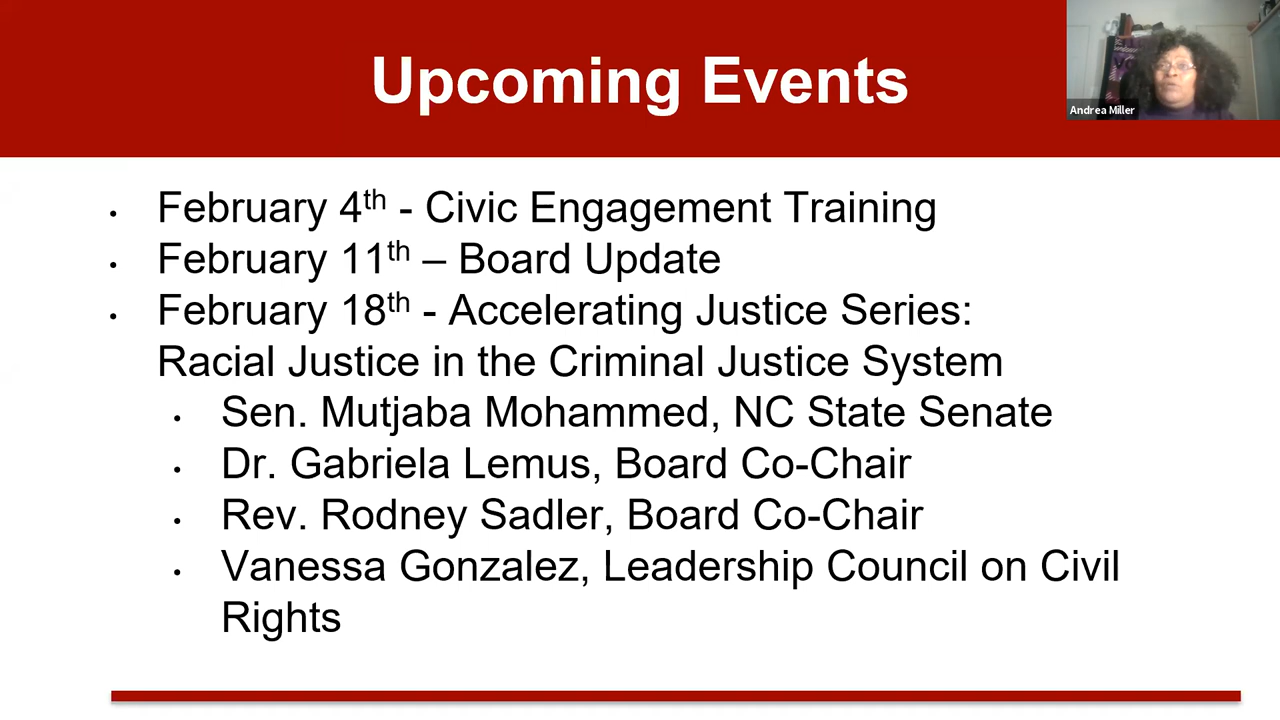 Upcoming Events
Andrea Miller
• February 4th - Civic Engagement Training
• February 11th – Board Update
• February 18th - Accelerating Justice Series:
Racial Justice in the Criminal Justice System
• Sen. Mutjaba Mohammed, NC State Senate
• Dr. Gabriela Lemus, Board Co-Chair
• Rev. Rodney Sadler, Board Co-Chair
• Vanessa Gonzalez, Leadership Council on Civil
Rights